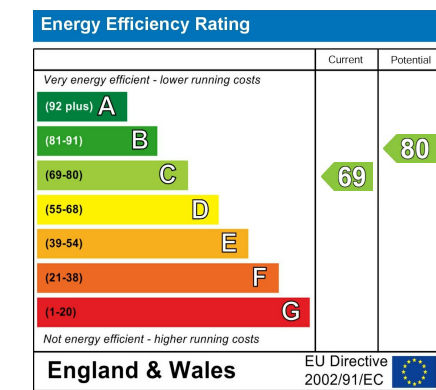 Energy Efficiency Rating
Current Potential
Very energy efficient - lower running costs
(92 plus) A
(81-91) B
80
(69-80) C
69
(55-68) D
(39-54) E
(21-38) F
(1-20) G
Not energy efficient - higher running costs
England & Wales
EU Directive
2002/91/EC